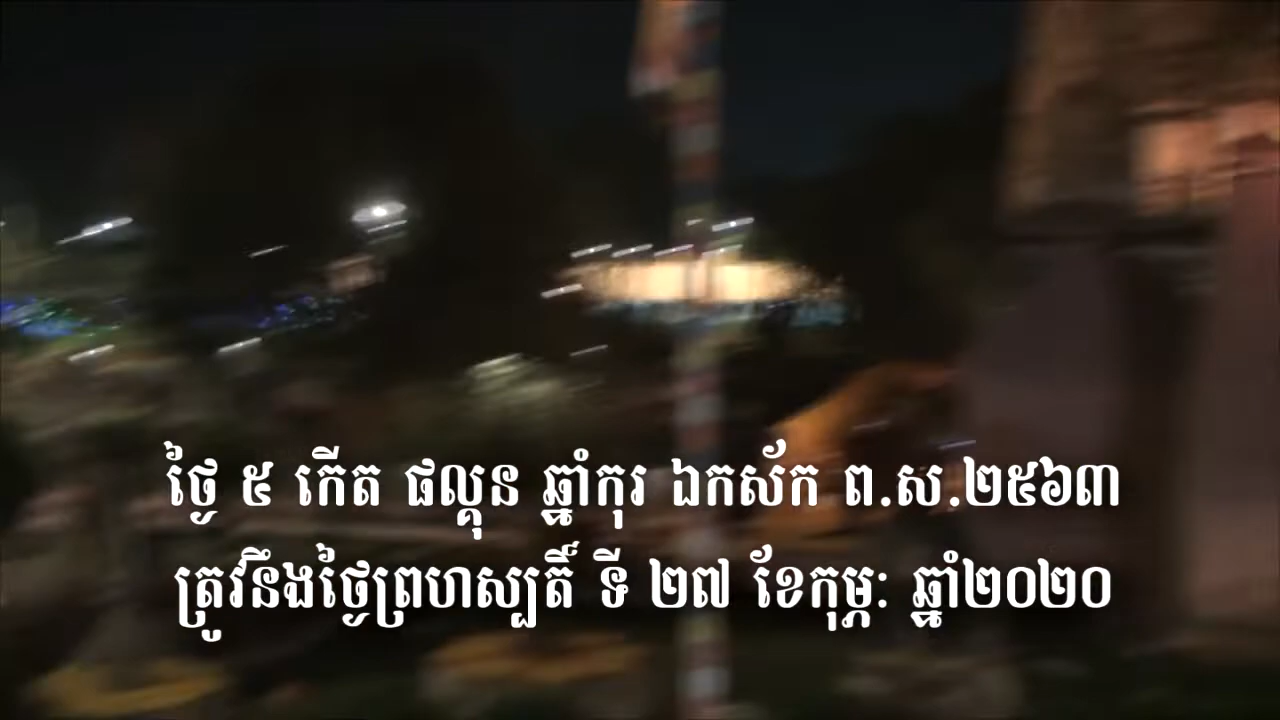 ថ្ងៃ ៥ កើត ផល្គុន ឆ្នាំកុរ ឯកស័ក ព.ស.២៥៦៣
ត្រូវនឹងថ្ងៃព្រហស្បតិ៍ ទី ២៧ ខែកុម្ភៈ ឆ្នាំ២០២០